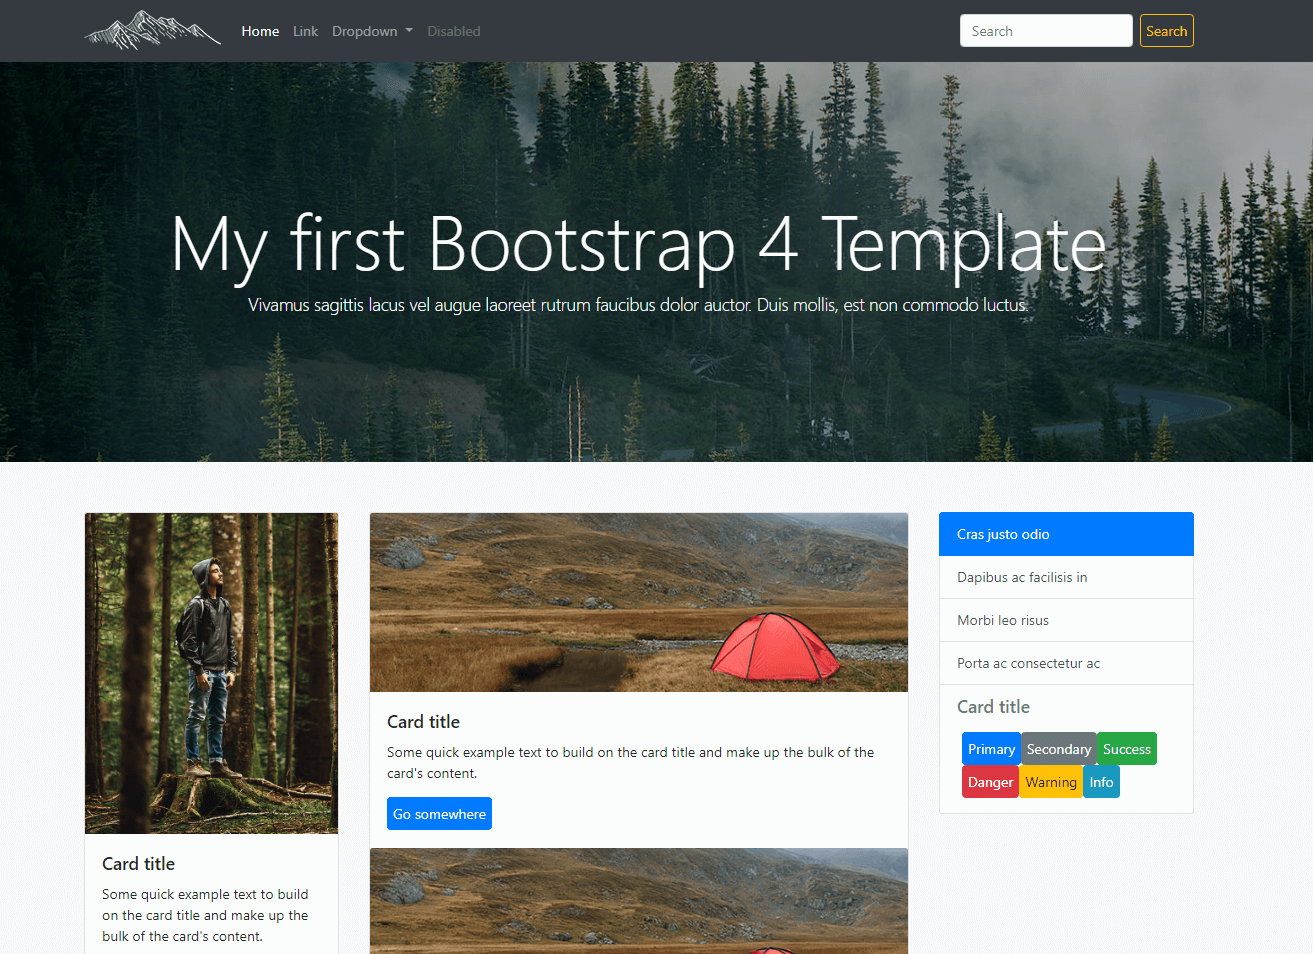 Home Link Dropdown Disabled Search Search
My first Bootstrap 4 Template
Vivamus sagittis lacus vel augue laoreet rutrum faucibus dolor auctor. Duis mollis, est non commodo luctus.
Card title
Some quick example text to build
on the card title and make up the
bulk of the card's content.
Card title
Some quick example text to build on the card title and make up the bulk of the
card's content.
Go somewhere
Cras justo odio
Dapibus ac facilisis in
Morbi leo risus
Porta ac consectetur ac
Card title
Primary Secondary Success
Danger Warning Info